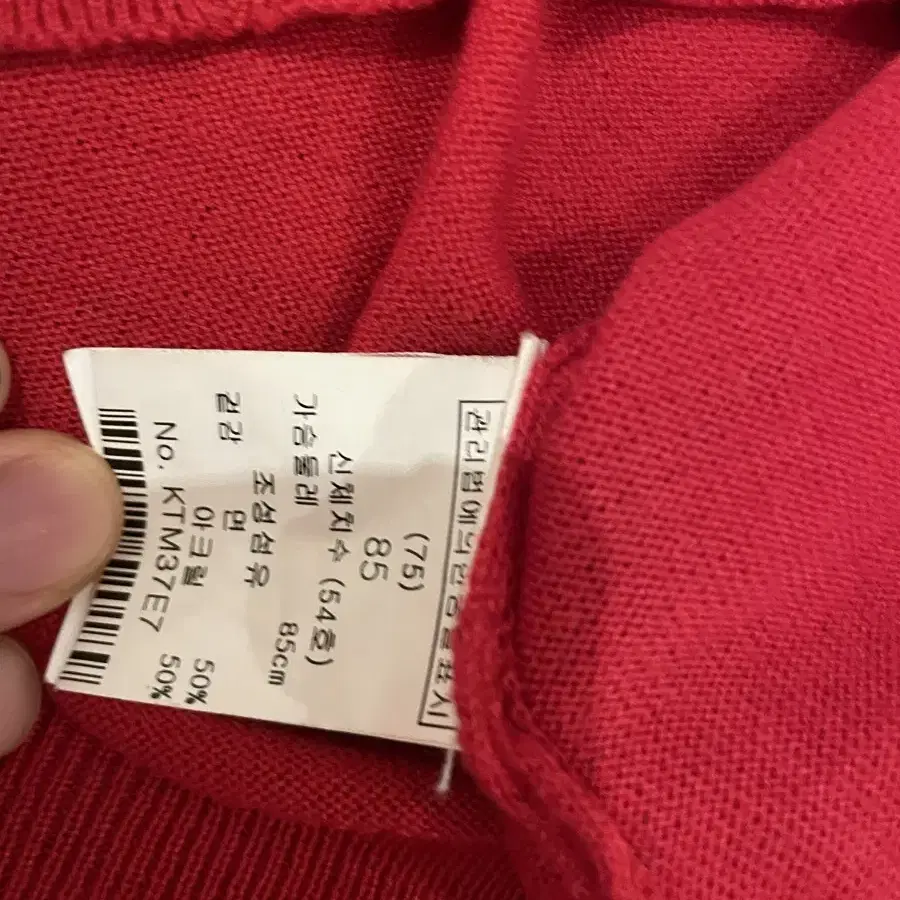 관리법에의한품질표시
(75)
85
신체치수 (54호)
가슴둘레 85cm
조성섬유
겉감 면 50%
아크릴 50%
No. KTM37E7